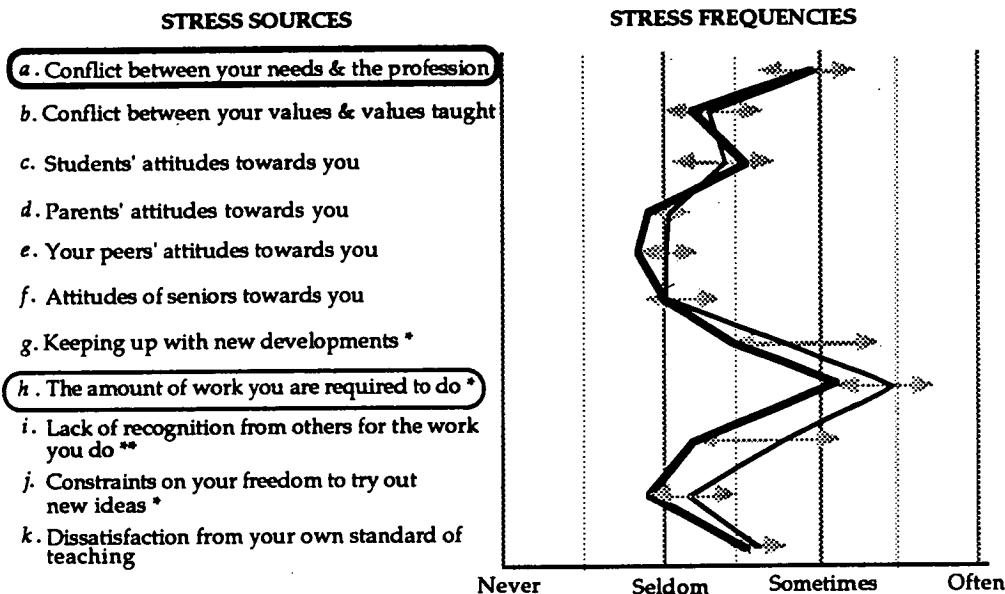 STRESS SOURCES
STRESS FREQUENCIES
a. Conflict between your needs & the profession
b. Conflict between your values & values taught
c. Students' attitudes towards you
d. Parents' attitudes towards you
e. Your peers' attitudes towards you
f. Attitudes of seniors towards you
g. Keeping up with new developments *
h. The amount of work you are required to do *
i. Lack of recognition from others for the work
you do **
j. Constraints on your freedom to try out
new ideas *
k. Dissatisfaction from your own standard of
teaching
Never Seldom Sometimes Often